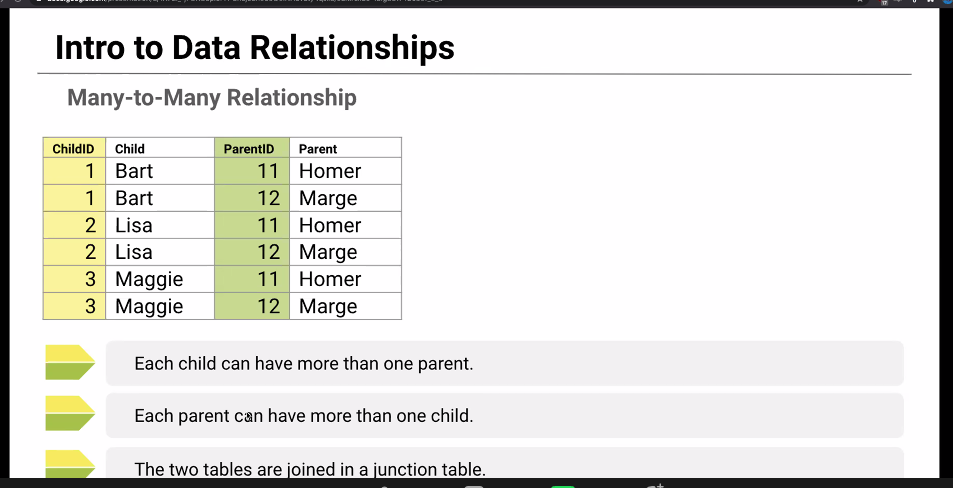 Intro to Data Relationships
Many-to-Many Relationship
ChildID Child ParentID Parent
1 Bart 11 Homer
1 Bart 12 Marge
2 Lisa 11 Homer
2 Lisa 12 Marge
3 Maggie 11 Homer
3 Maggie 12 Marge
Each child can have more than one parent.
Each parent can have more than one child.
The two tables are joined in a junction table.